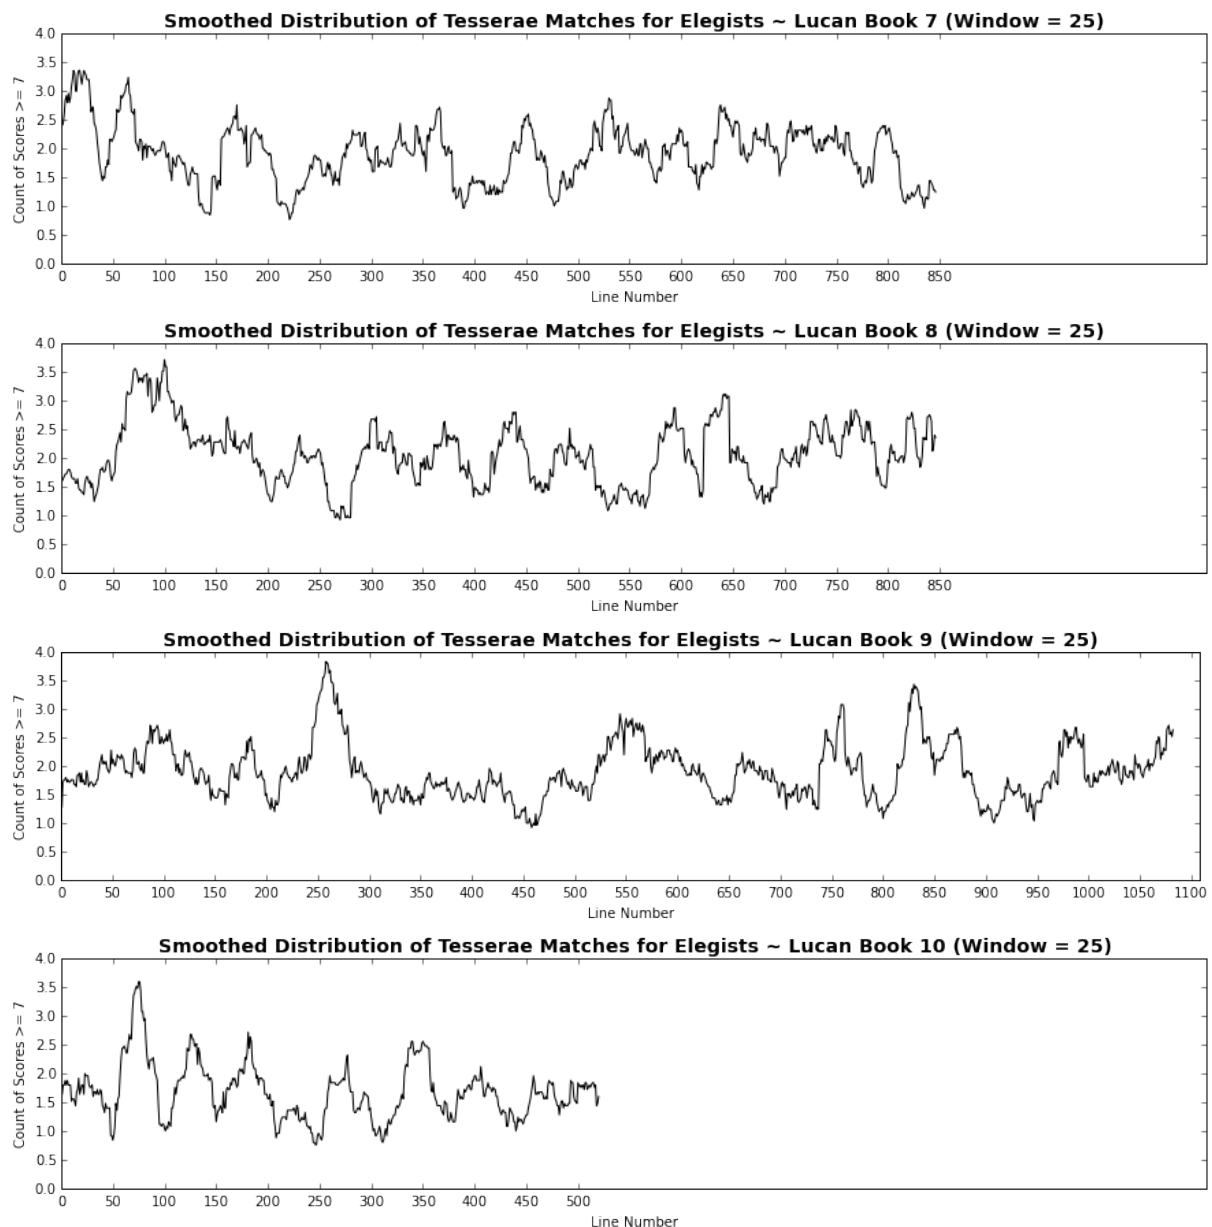 Smoothed Distribution of Tesserae Matches for Elegists ~ Lucan Book 7 (Window = 25)
4.0
3.5
3.0
2.5
2.0
1.5
1.0
0.5
0.0
Count of Scores >= 7
0 50 100 150 200 250 300 350 400 450 500 550 600 650 700 750 800 850
Line Number
Smoothed Distribution of Tesserae Matches for Elegists ~ Lucan Book 8 (Window = 25)
4.0
3.5
3.0
2.5
2.0
1.5
1.0
0.5
0.0
Count of Scores >= 7
0 50 100 150 200 250 300 350 400 450 500 550 600 650 700 750 800 850
Line Number
Smoothed Distribution of Tesserae Matches for Elegists ~ Lucan Book 9 (Window = 25)
4.0
3.5
3.0
2.5
2.0
1.5
1.0
0.5
0.0
Count of Scores >= 7
0 50 100 150 200 250 300 350 400 450 500 550 600 650 700 750 800 850 900 950 1000 1050 1100
Line Number
Smoothed Distribution of Tesserae Matches for Elegists ~ Lucan Book 10 (Window = 25)
4.0
3.5
3.0
2.5
2.0
1.5
1.0
0.5
0.0
Count of Scores >= 7
0 50 100 150 200 250 300 350 400 450 500
Line Number